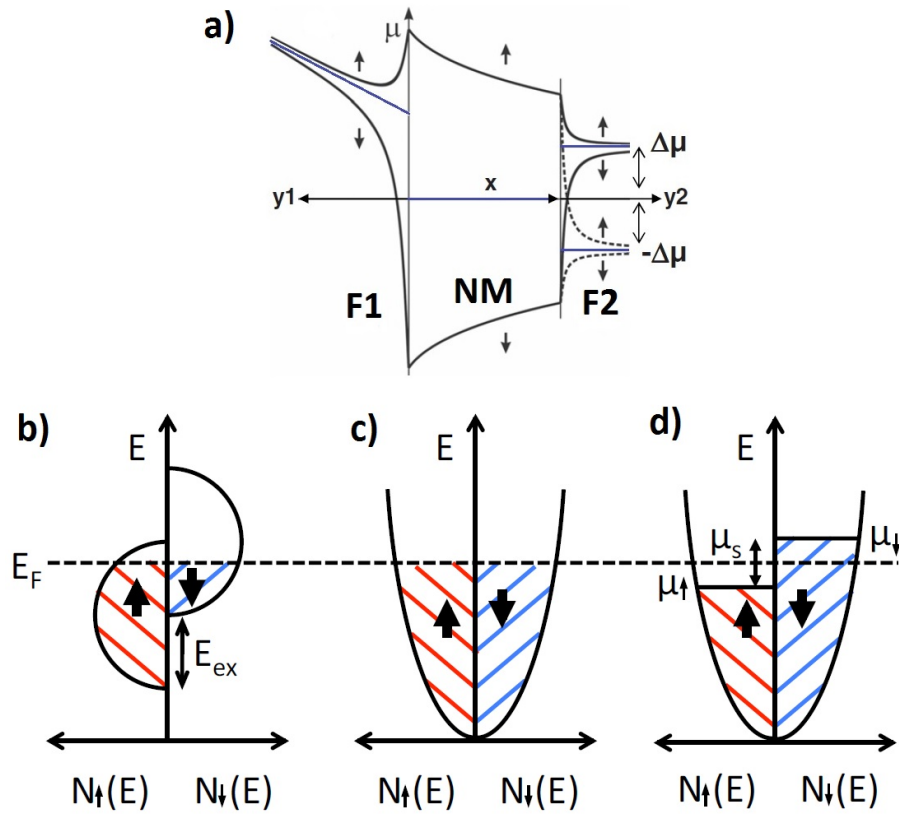 a)
μ
↑
↑
↑
Δμ
↓
↓
x
y1
y2
↑
-Δμ
↓
F1
NM
F2
↓
b)
c)
d)
E
E
E
E_F
μ_s
μ↓
μ↑
E_ex
N↑(E) N↓(E)
N↑(E) N↓(E)
N↑(E) N↓(E)